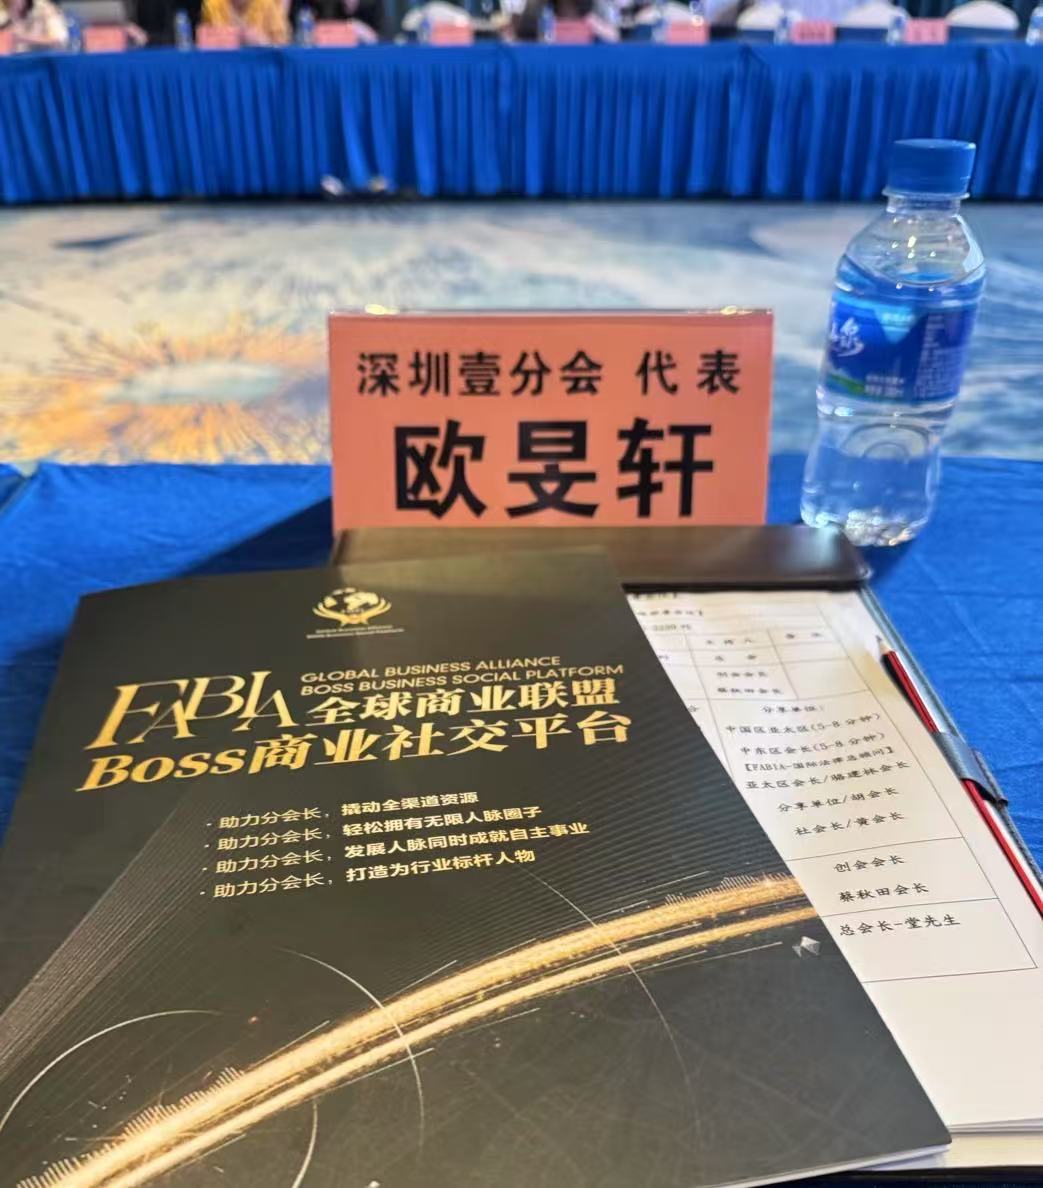 深圳壹分会 代表
欧旻轩
FABIA
GLOBAL BUSINESS ALLIANCE
BOSS BUSINESS SOCIAL PLATFORM
全球商业联盟
Boss商业社交平台
· 助力分会长，撬动全渠道资源
· 助力分会长，轻松拥有无限人脉圈子
· 助力分会长，发展人脉同时成就自主事业
· 助力分会长，打造为行业标杆人物
主持人 备注
蔡秋田会长
分享单位：
中国区亚太区(5-8分钟)
中东区会长(5-8分钟)
【FABIA-国际法律总顾问】
亚太区会长/骆建林会长
分享单位/胡会长
社会长/黄会长
创会会长
蔡秋田会长
总会长-堂先生